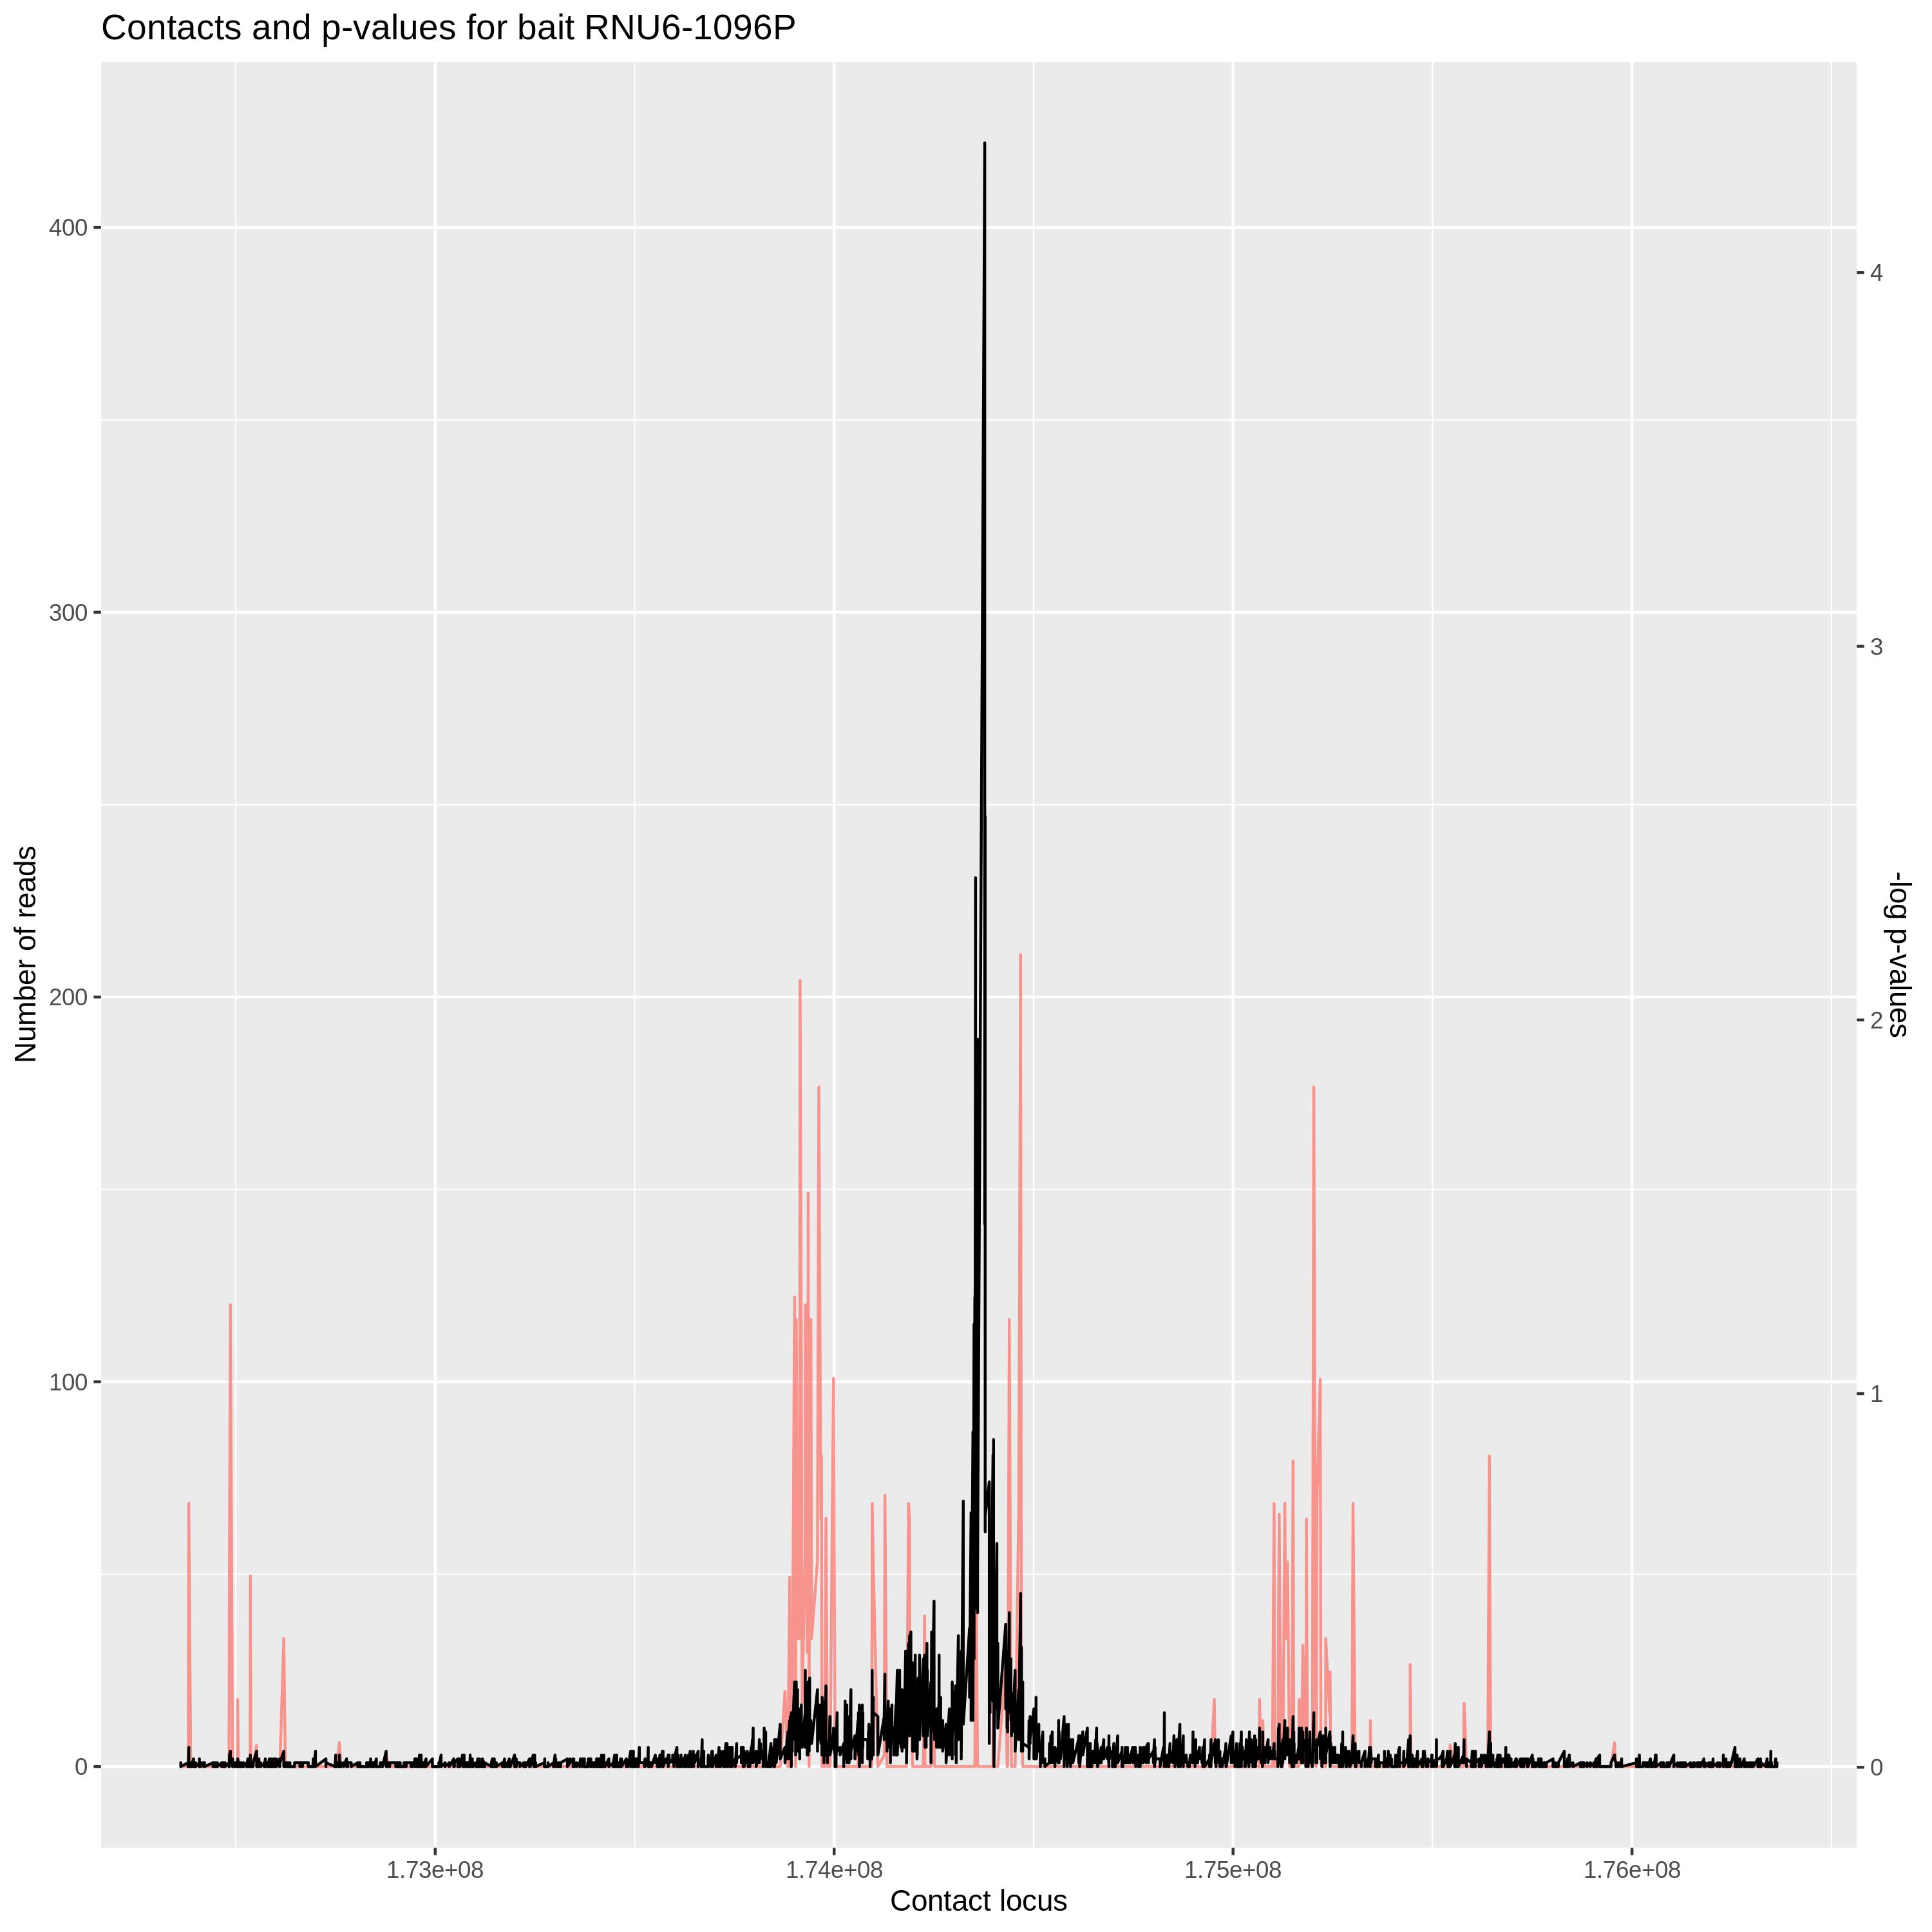 Contacts and p-values for bait RNU6-1096P
400
300
200
100
0
Number of reads
4
3
2
1
0
-log p-values
1.73e+08
1.74e+08
1.75e+08
1.76e+08
Contact locus